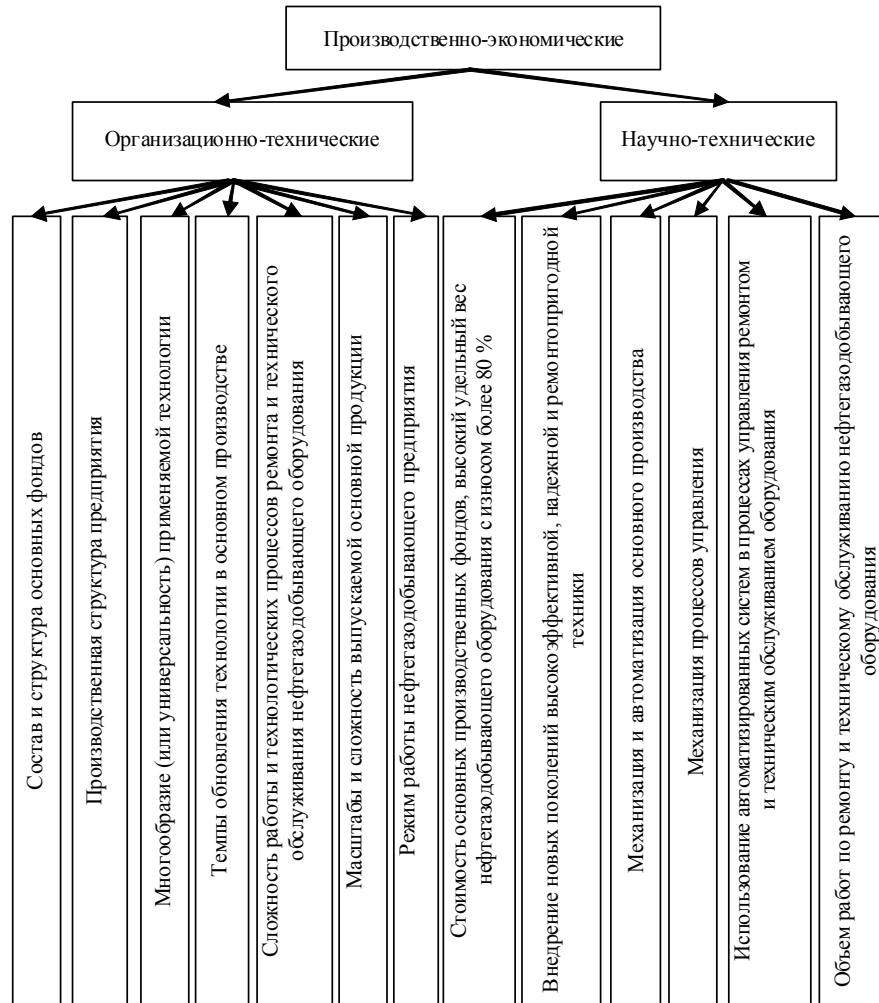 Производственно-экономические
Организационно-технические
Научно-технические
Состав и структура основных фондов
Производственная структура предприятия
Многообразие (или универсальность) применяемой технологии
Темпы обновления технологии в основном производстве
Сложность работы и технологических процессов ремонта и технического
обслуживания нефтегазодобывающего оборудования
Масштабы и сложность выпускаемой основной продукции
Режим работы нефтегазодобывающего предприятия
Стоимость основных производственных фондов, высокий удельный вес
нефтегазодобывающего оборудования с износом более 80 %
Внедрение новых поколений высокоэффективной, надежной и ремонтопригодной
техники
Механизация и автоматизация основного производства
Механизация процессов управления
Использование автоматизированных систем в процессах управления ремонтом
и техническим обслуживанием оборудования
Объем работ по ремонту и техническому обслуживанию нефтегазодобывающего
оборудования